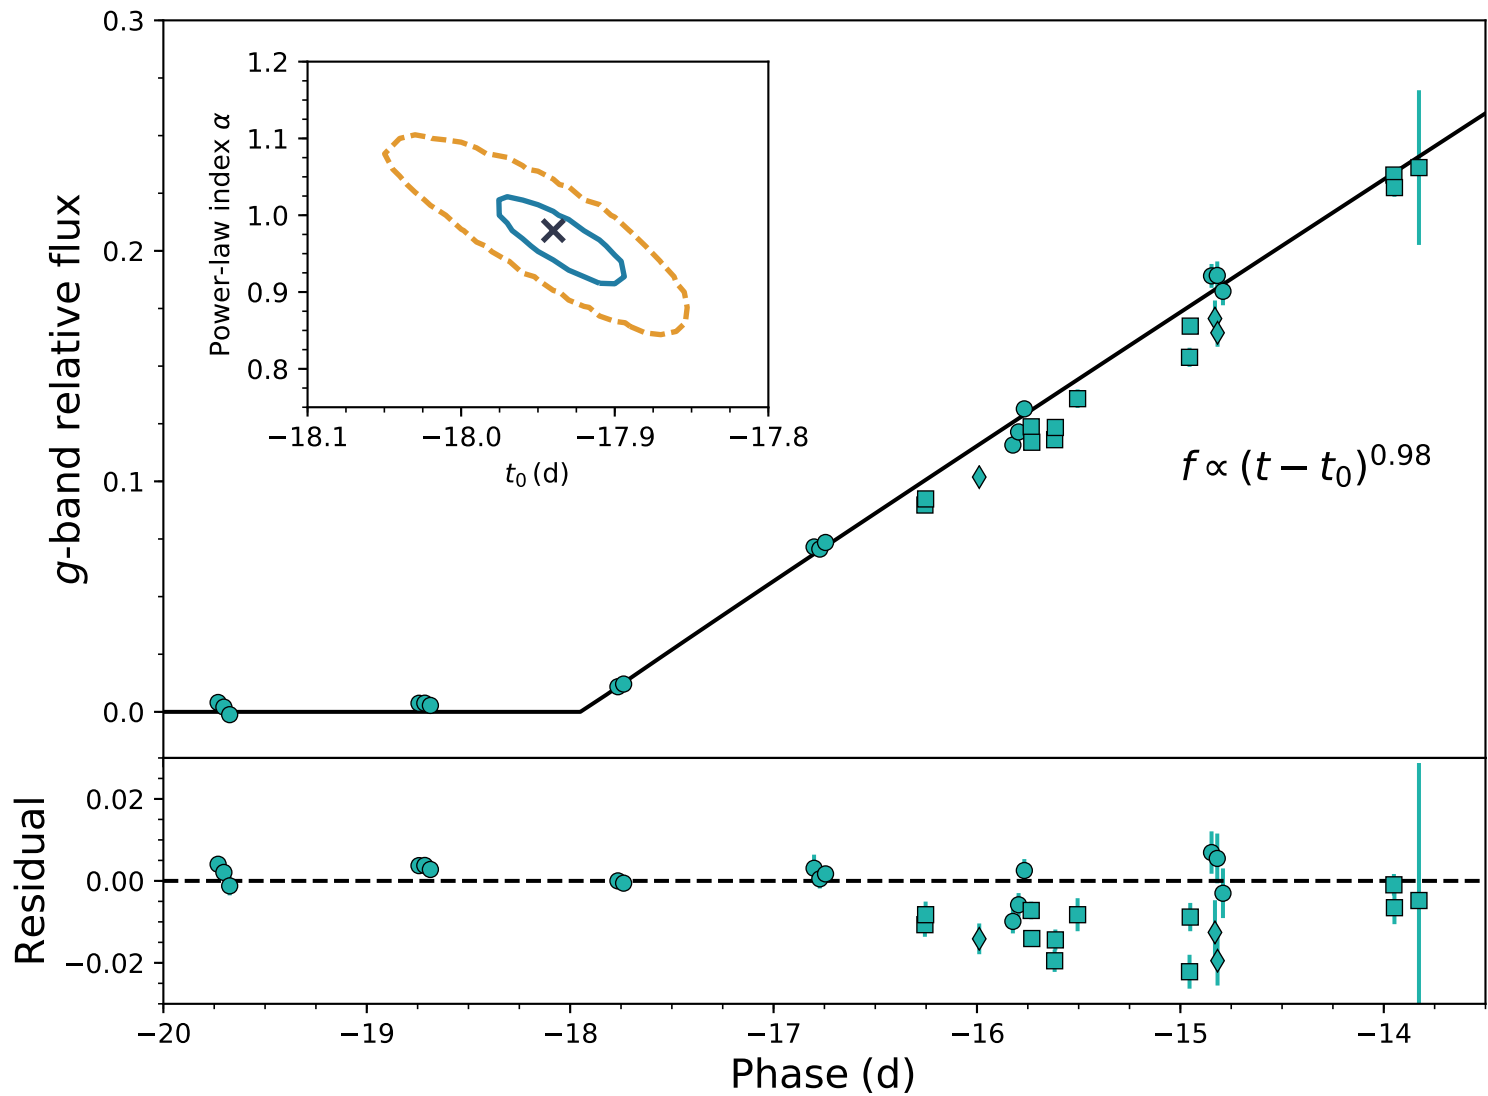 0.3
0.2
0.1
0.0
g-band relative flux
1.2
1.1
1.0
0.9
0.8
Power-law index α
−18.1 −18.0 −17.9 −17.8
t₀ (d)
f ∝ (t − t₀)^0.98
0.02
0.00
−0.02
Residual
−20 −19 −18 −17 −16 −15 −14
Phase (d)